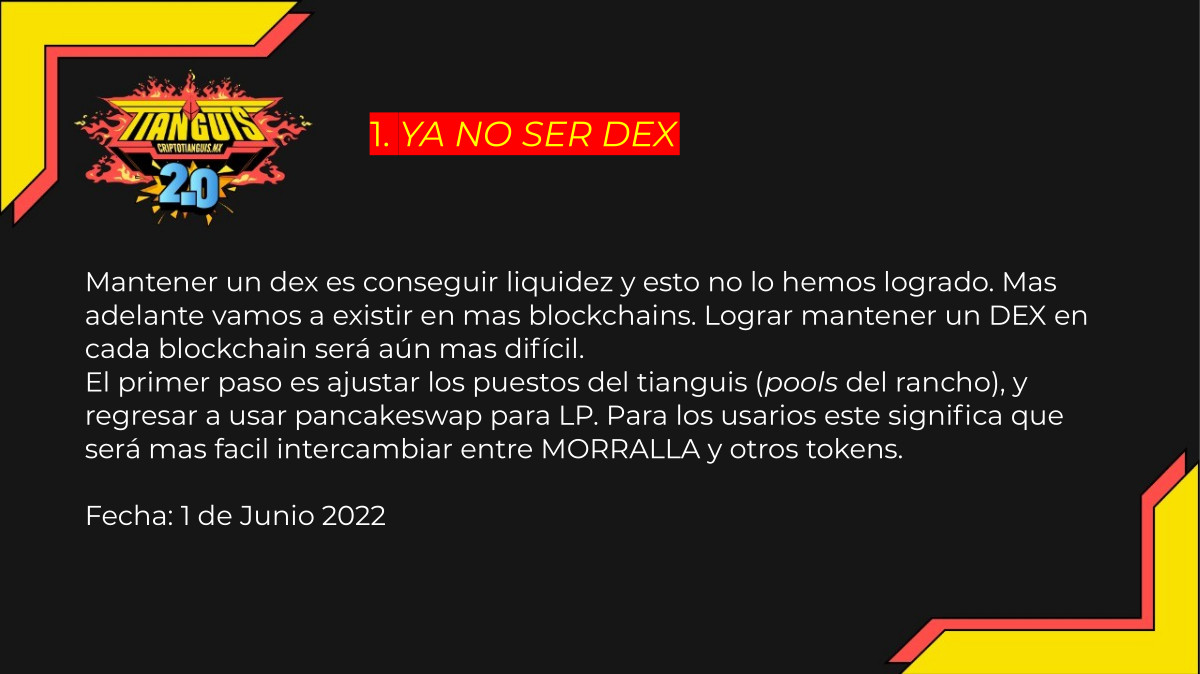 TIANGUIS
CRIPTOTIANGUIS.MX
2.0
1. YA NO SER DEX
Mantener un dex es conseguir liquidez y esto no lo hemos logrado. Mas
adelante vamos a existir en mas blockchains. Lograr mantener un DEX en
cada blockchain será aún mas difícil.
El primer paso es ajustar los puestos del tianguis (pools del rancho), y
regresar a usar pancakeswap para LP. Para los usarios este significa que
será mas facil intercambiar entre MORRALLA y otros tokens.
Fecha: 1 de Junio 2022